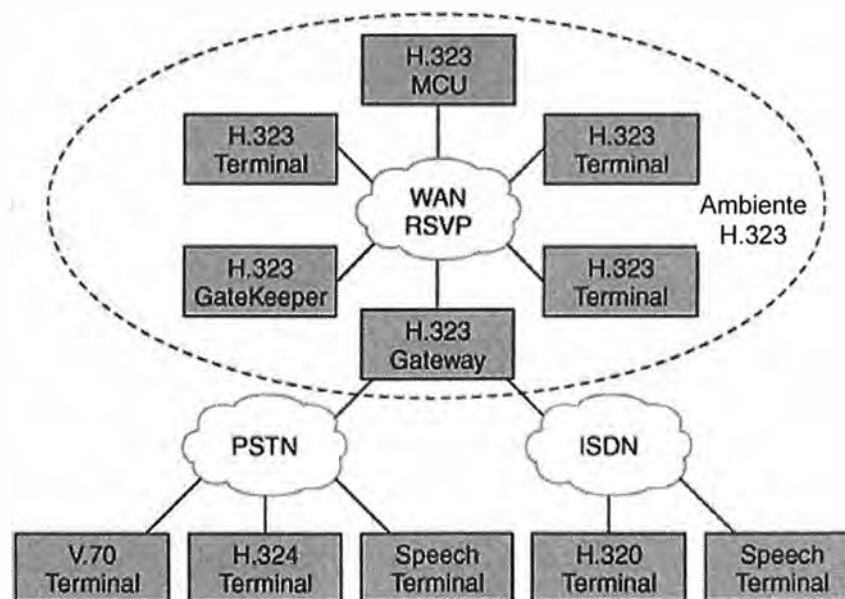 H.323
MCU
H.323
Terminal
H.323
Terminal
WAN
RSVP
Ambiente
H.323
H.323
GateKeeper
H.323
Terminal
H.323
Gateway
PSTN
ISDN
V.70
Terminal
H.324
Terminal
Speech
Terminal
H.320
Terminal
Speech
Terminal